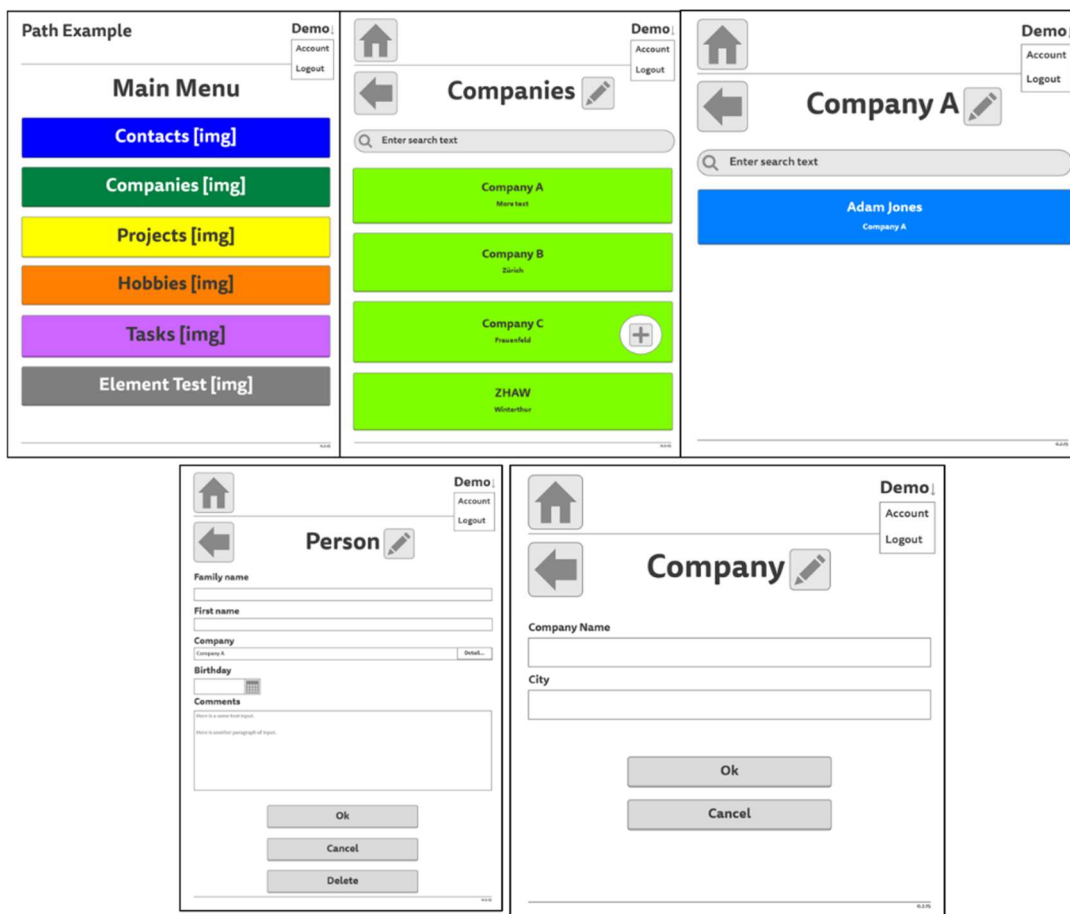 Path Example
Demo↓
Account
Logout
Main Menu
Contacts [img]
Companies [img]
Projects [img]
Hobbies [img]
Tasks [img]
Element Test [img]
Demo↓
Account
Logout
Companies
Enter search text
Company A
More text
Company B
Zürich
Company C
Frauenfeld
ZHAW
Winterthur
Demo↓
Account
Logout
Company A
Enter search text
Adam Jones
Company A
Demo↓
Account
Logout
Person
Family name
First name
Company
Company A
Detail...
Birthday
Comments
Here is a some text input.
Here is another paragraph of input.
Ok
Cancel
Delete
Demo↓
Account
Logout
Company
Company Name
City
Ok
Cancel